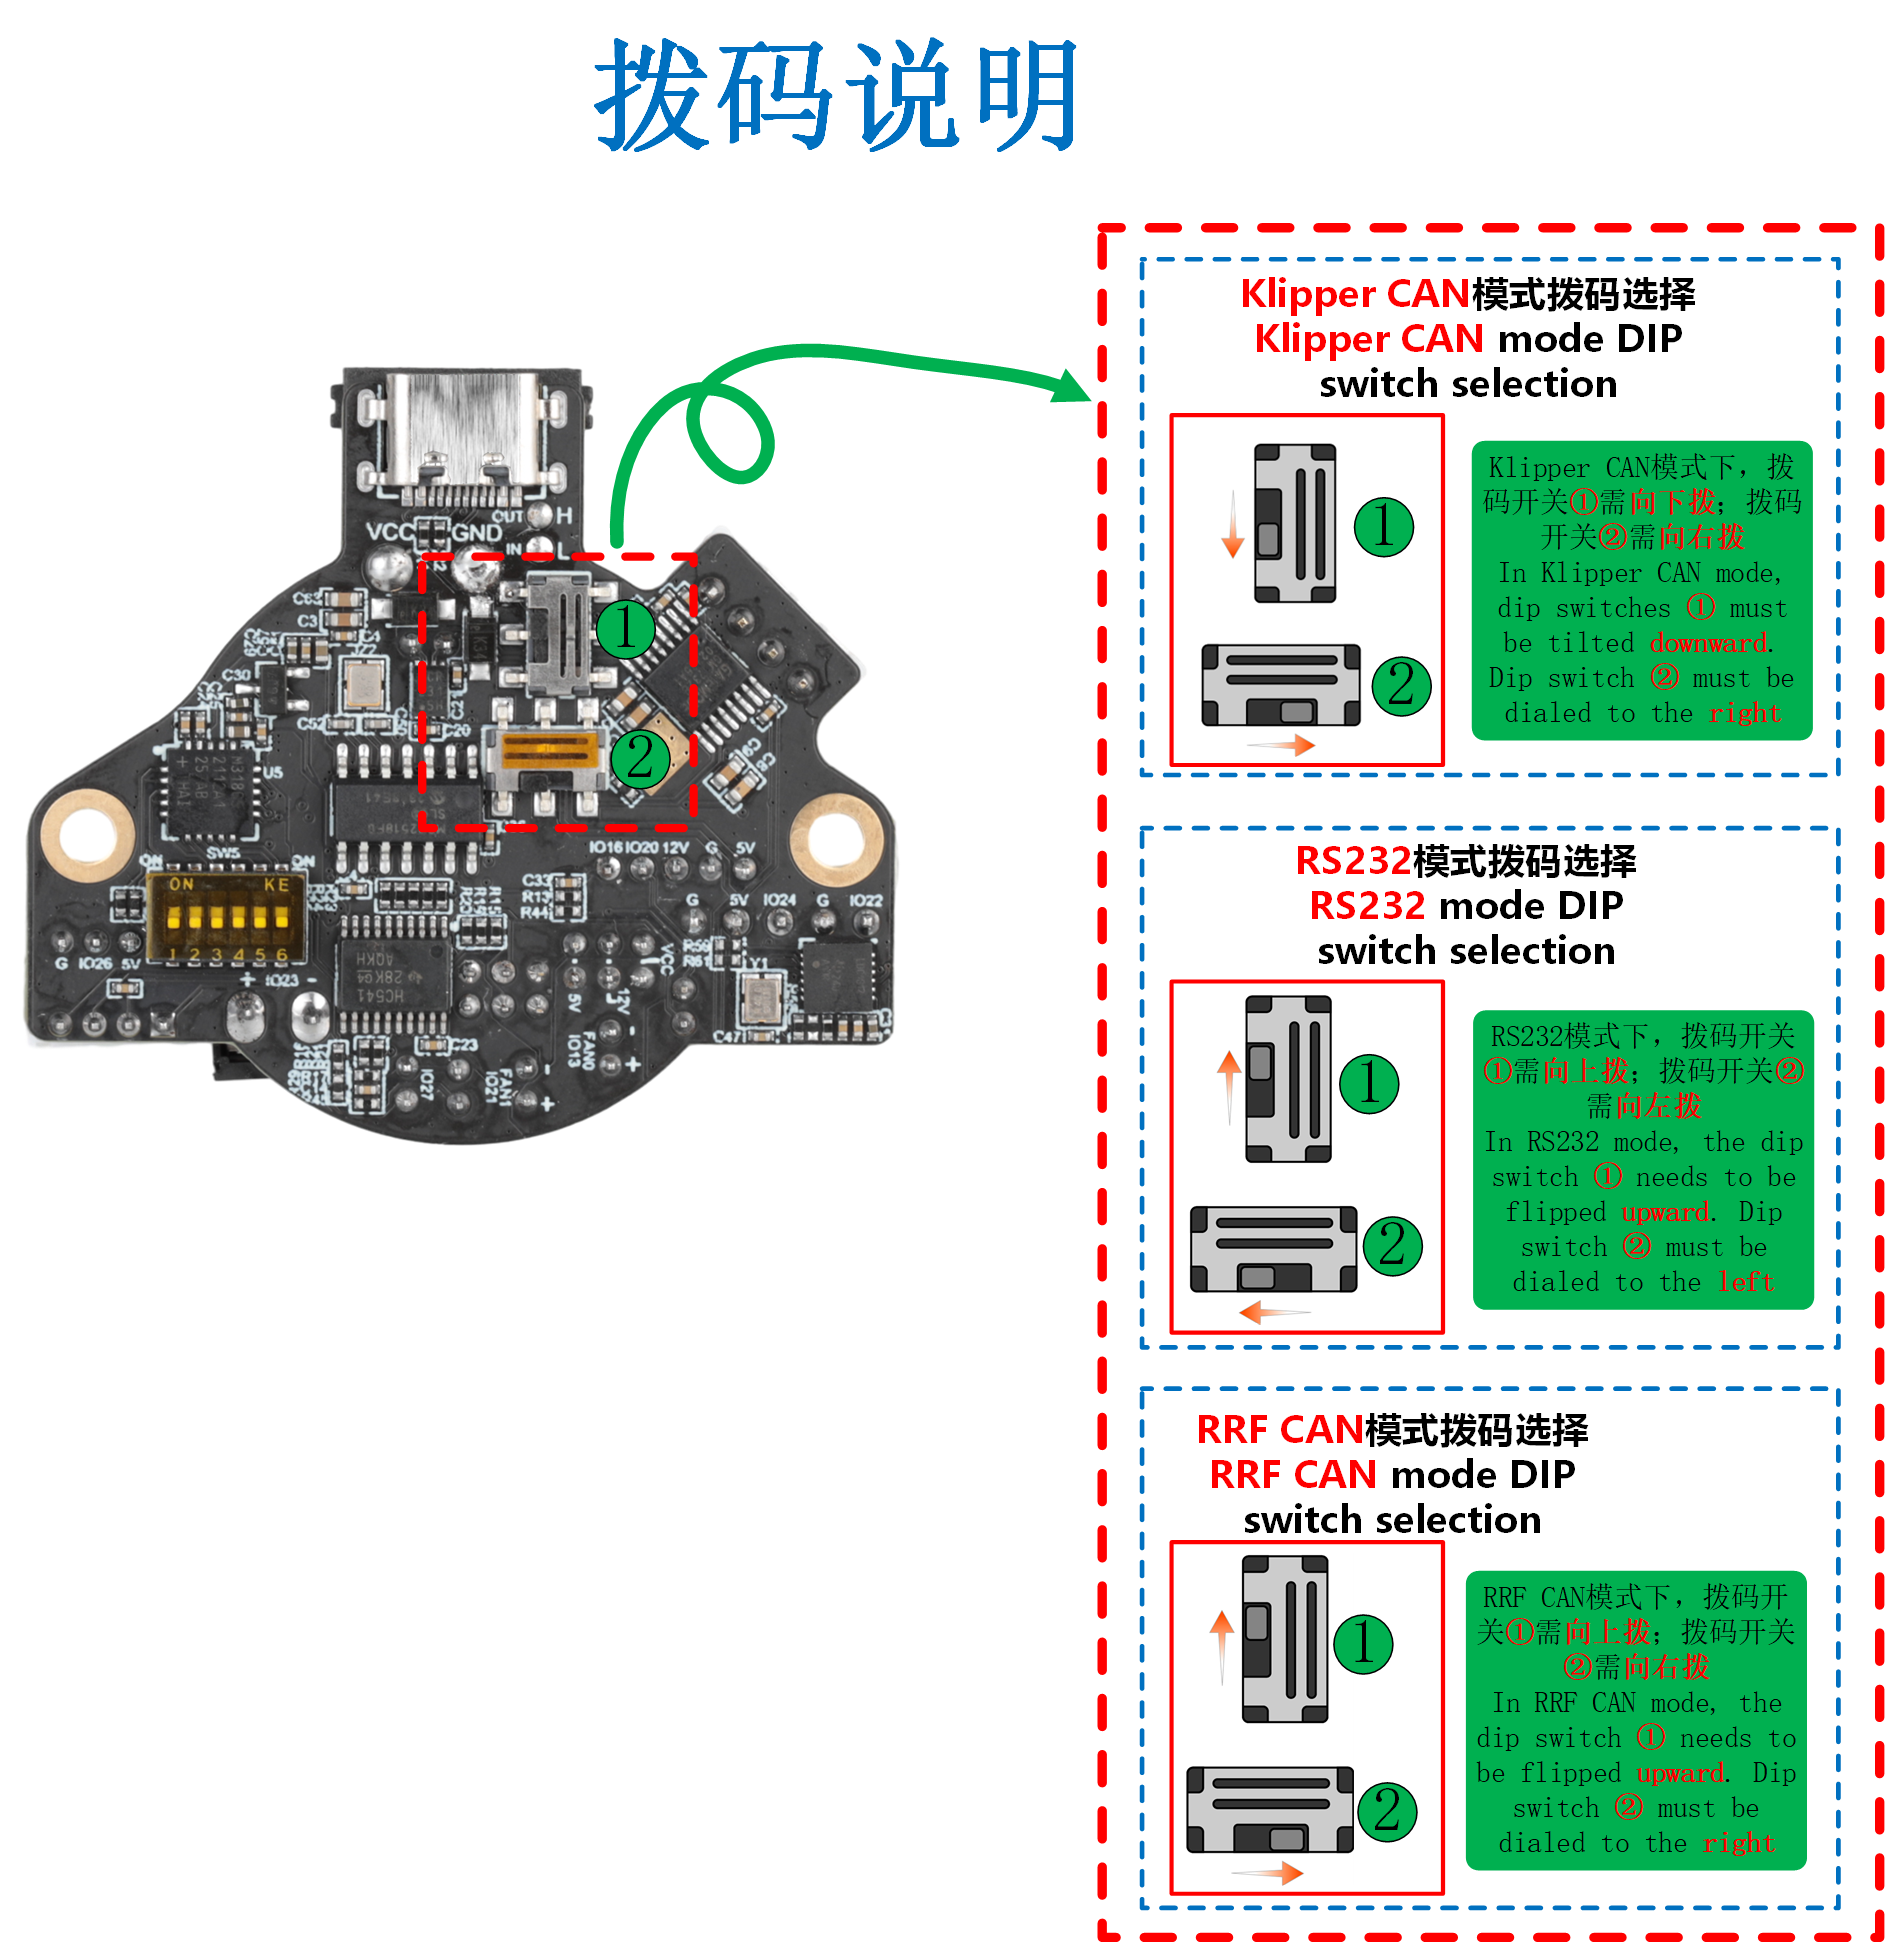 拨码说明
Klipper CAN模式拨码选择
Klipper CAN mode DIP
switch selection
①
②
Klipper CAN模式下，拨
码开关①需向下拨；拨码
开关②需向右拨
In Klipper CAN mode,
dip switches ① must
be tilted downward.
Dip switch ② must be
dialed to the right
RS232模式拨码选择
RS232 mode DIP
switch selection
①
②
RS232模式下，拨码开关
①需向上拨；拨码开关②
需向左拨
In RS232 mode, the dip
switch ① needs to be
flipped upward. Dip
switch ② must be
dialed to the left
RRF CAN模式拨码选择
RRF CAN mode DIP
switch selection
①
②
RRF CAN模式下，拨码开
关①需向上拨；拨码开关
②需向右拨
In RRF CAN mode, the
dip switch ① needs to
be flipped upward. Dip
switch ② must be
dialed to the right
OUT H
VCC GND
IN L
①
②
C3
C30
C52
C20
U5
SW5
ON ON
ON KE
1 2 3 4 5 6
G IO26 5V
+ IO23 -
IO16 IO20 12V G 5V
G 5V IO24 G IO22
C33
R13
R44
HC541
VCC
5V
12V
IO13
FAN0
- +
C23
IO27
IO21
FAN1
- +
R61
Y1
C47